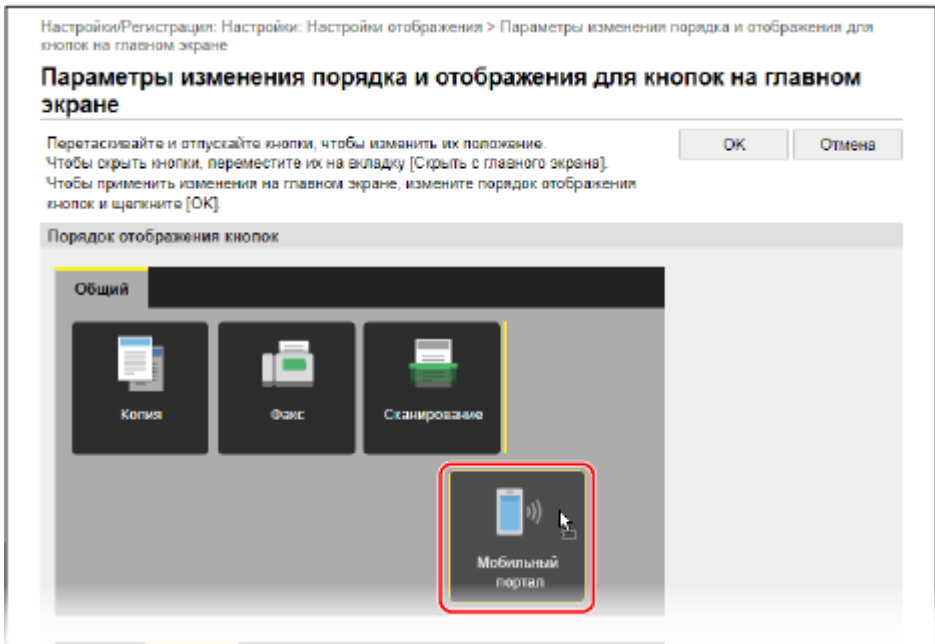 Настройки/Регистрация: Настройки: Настройки отображения > Параметры изменения порядка и отображения для
кнопок на главном экране
Параметры изменения порядка и отображения для кнопок на главном
экране
Перетаскивайте и отпускайте кнопки, чтобы изменить их положение.
Чтобы скрыть кнопки, переместите их на вкладку [Скрыть с главного экрана].
Чтобы применить изменения на главном экране, измените порядок отображения
кнопок и щелкните [OK].
OK
Отмена
Порядок отображения кнопок
Общий
Копия
Факс
Сканирование
Мобильный
портал